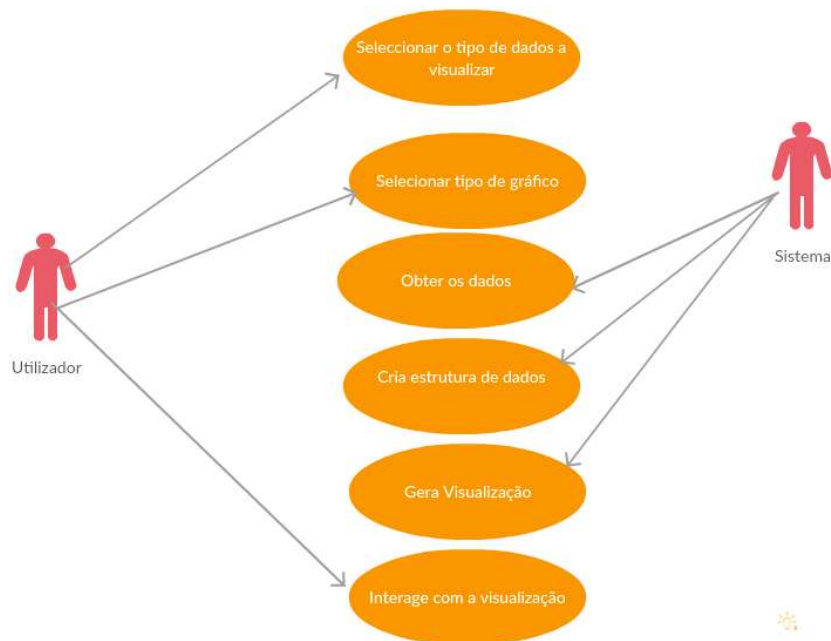 Seleccionar o tipo de dados a
visualizar
Selecionar tipo de gráfico
Sistema
Obter os dados
Utilizador
Cria estrutura de dados
Gera Visualização
Interage com a visualização